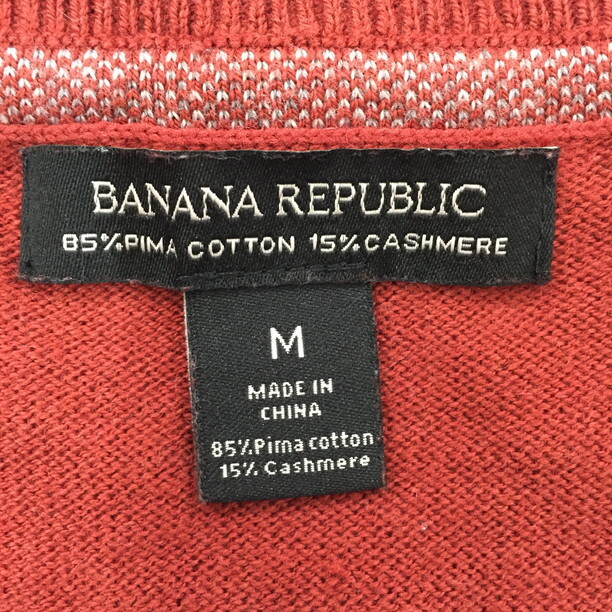 BANANA REPUBLIC
85%PIMA COTTON 15%CASHMERE
M
MADE IN
CHINA
85%Pima cotton
15% Cashmere